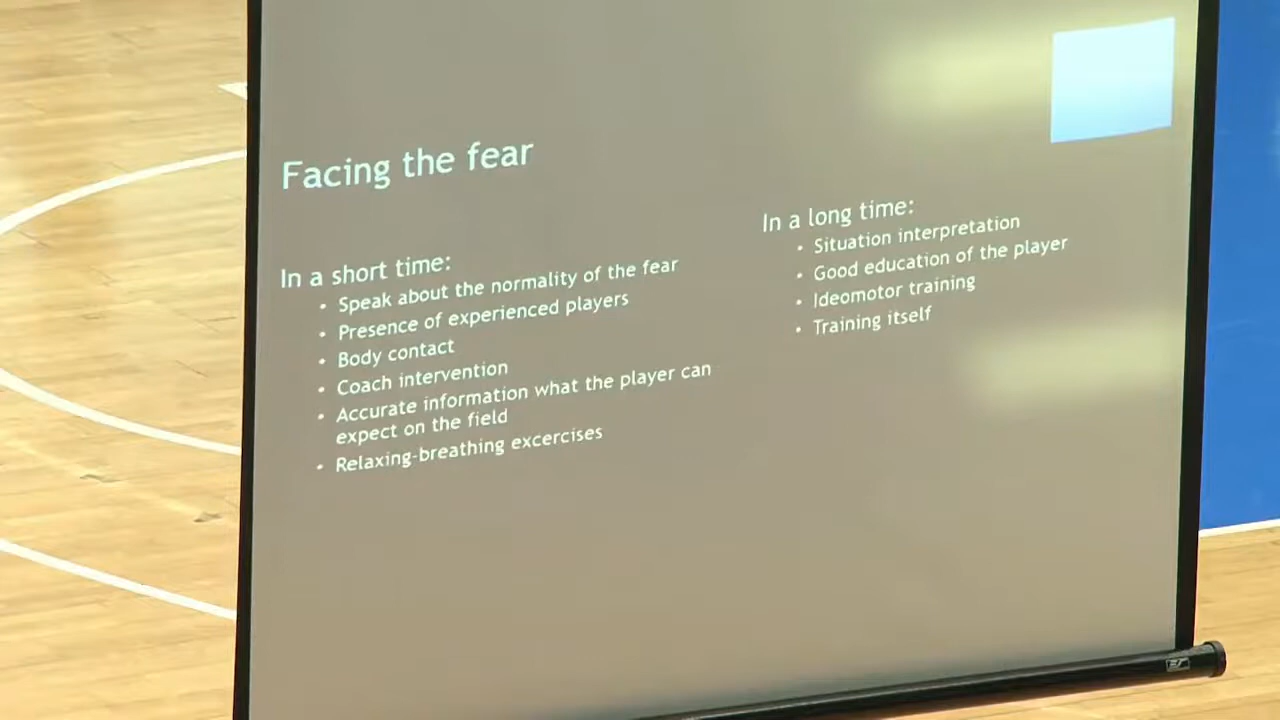 Facing the fear
In a short time:
• Speak about the normality of the fear
• Presence of experienced players
• Body contact
• Coach intervention
• Accurate information what the player can
expect on the field
• Relaxing-breathing excercises
In a long time:
• Situation interpretation
• Good education of the player
• Ideomotor training
• Training itself